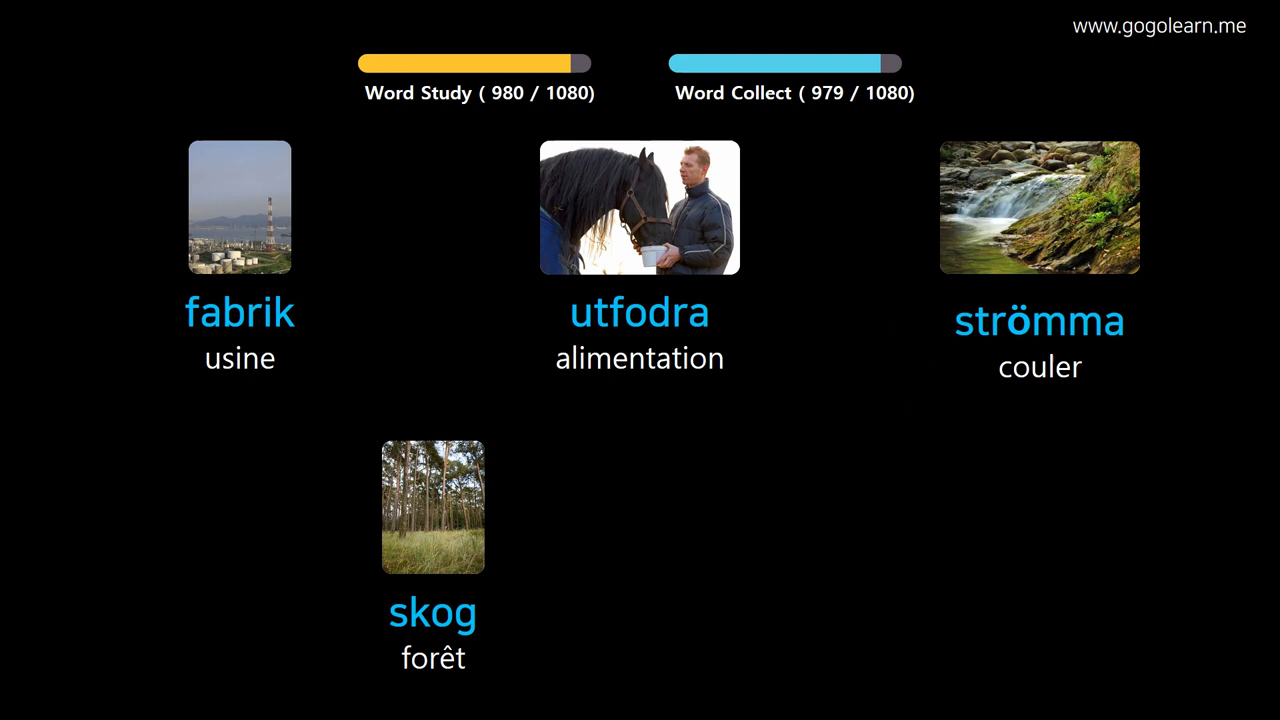 www.gogolearn.me
Word Study ( 980 / 1080)
Word Collect ( 979 / 1080)
fabrik
usine
utfodra
alimentation
strömma
couler
skog
forêt